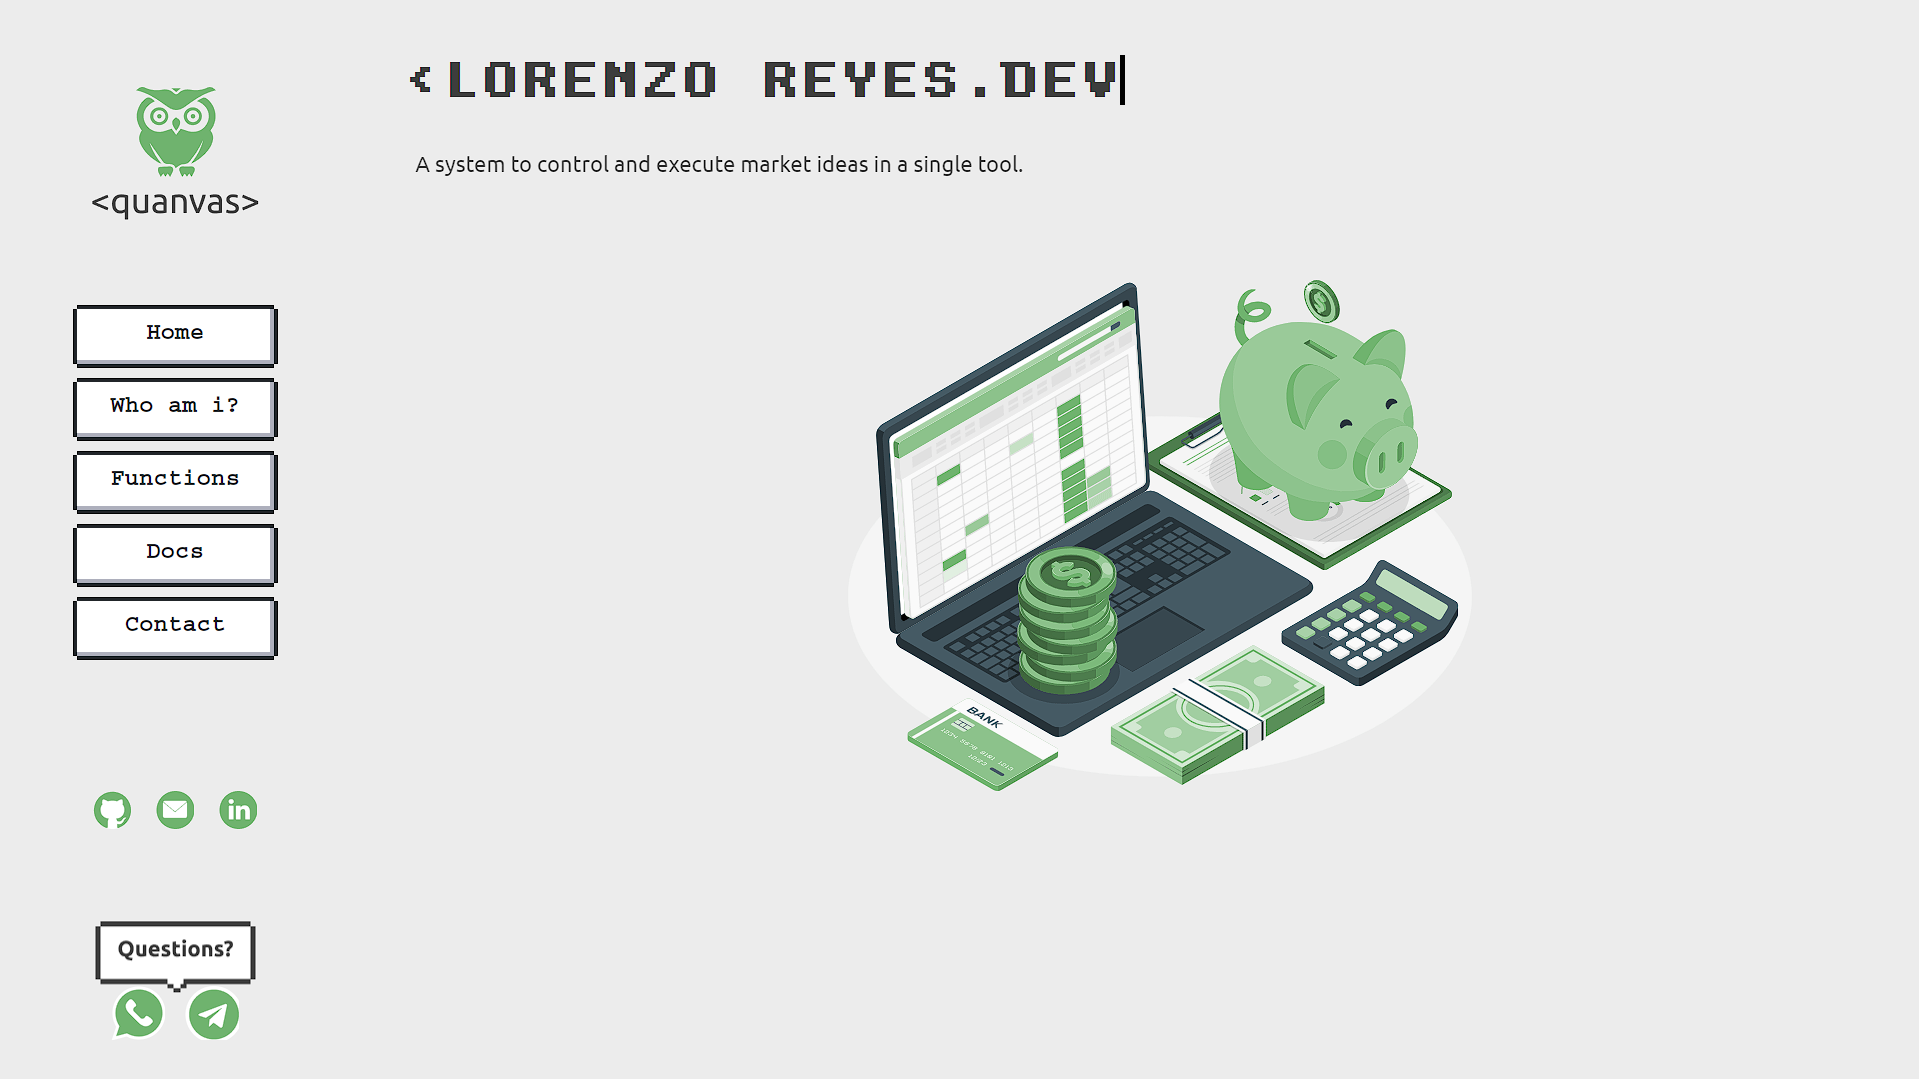 <LORENZO REYES.DEV
A system to control and execute market ideas in a single tool.
<quanvas>
Home
Who am i?
Functions
Docs
Contact
in
Questions?
BANK